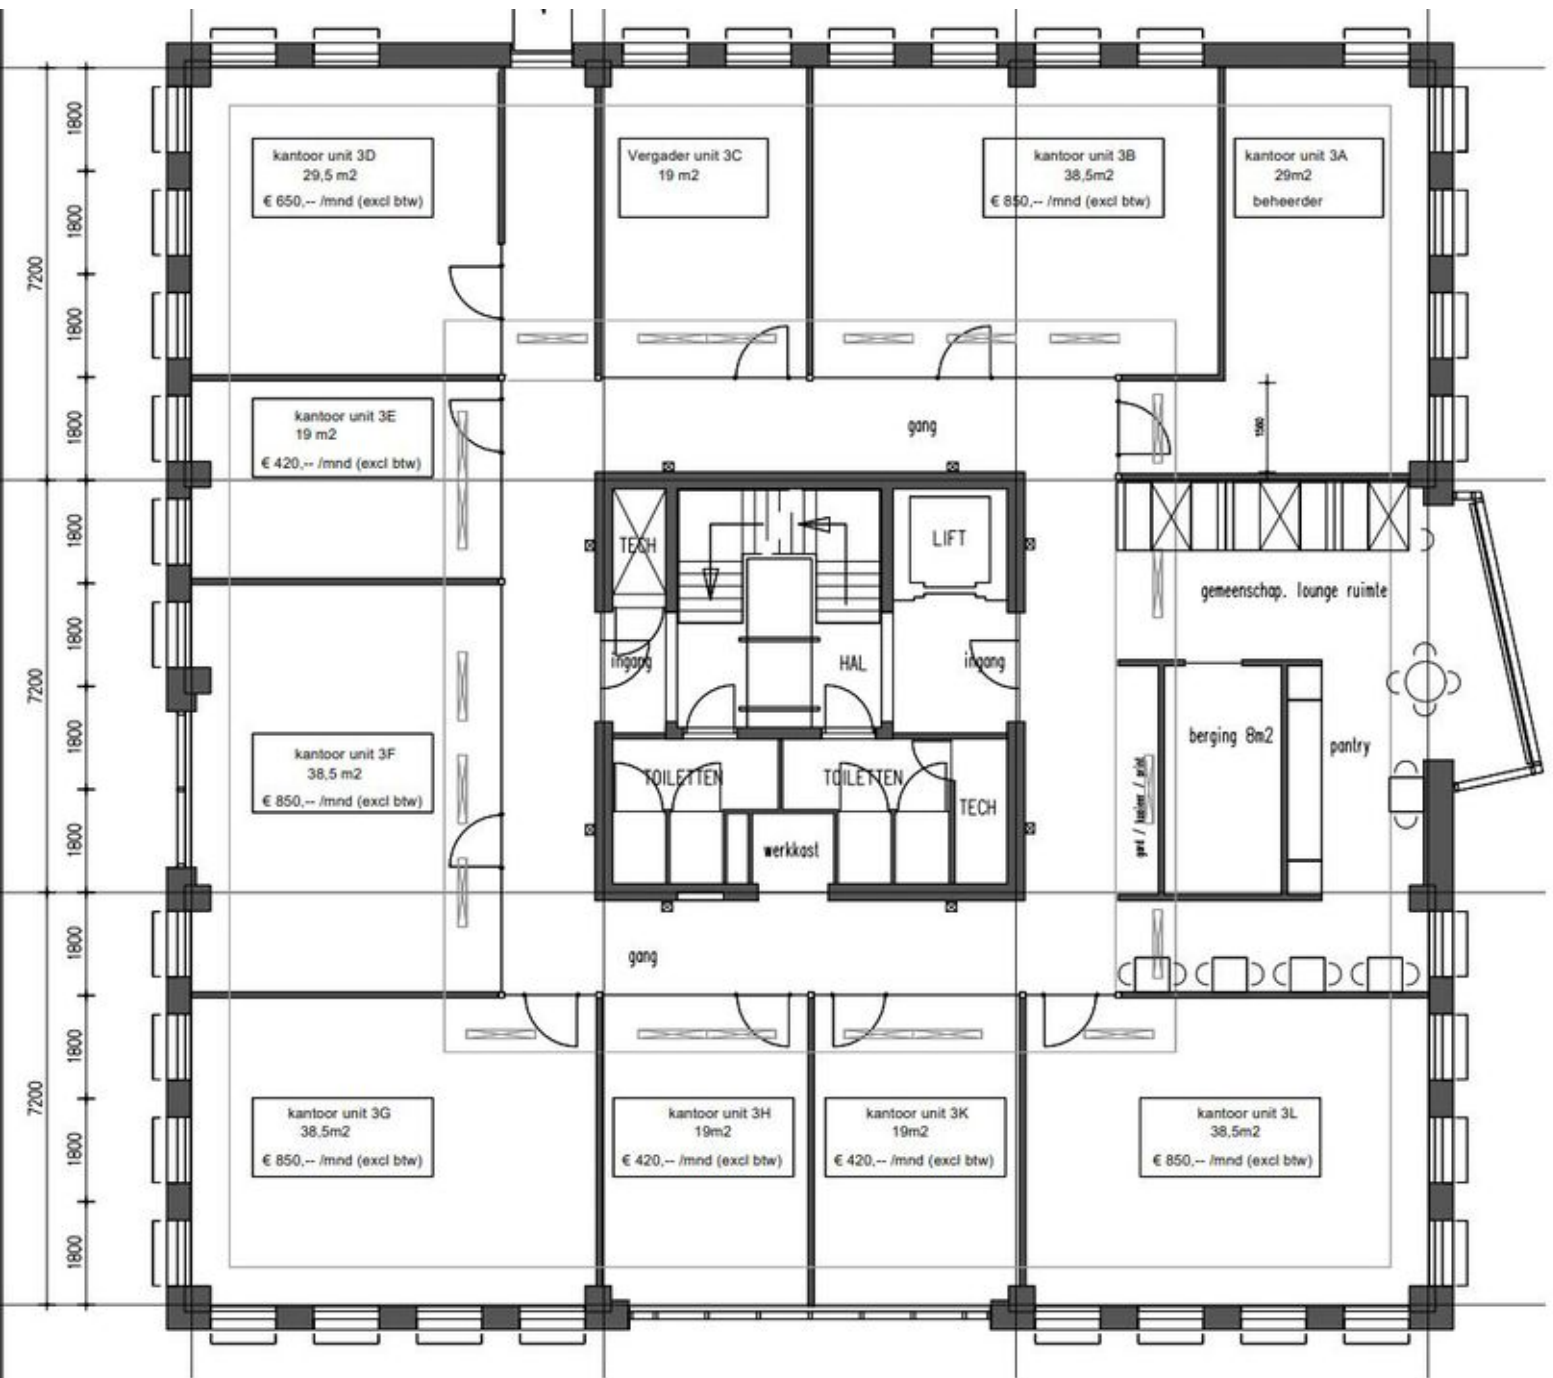 kantoor unit 3D
29,5 m2
€ 650,-- /mnd (excl btw)
Vergader unit 3C
19 m2
kantoor unit 3B
38,5m2
€ 850,-- /mnd (excl btw)
kantoor unit 3A
29m2
beheerder
1800
1800
7200
1800
kantoor unit 3E
19 m2
€ 420,-- /mnd (excl btw)
1800
gang
1560
1800
TECH
LIFT
gemeenschap. lounge ruimte
1800
ingang
HAL
ingang
7200
1800
kantoor unit 3F
38,5 m2
€ 850,-- /mnd (excl btw)
berging 8m2
pantry
TOILETTEN
TOILETTEN
TECH
1800
werkkast
gard / kopieer / print
1800
gang
1800
7200
kantoor unit 3G
38,5m2
€ 850,-- /mnd (excl btw)
kantoor unit 3H
19m2
€ 420,-- /mnd (excl btw)
kantoor unit 3K
19m2
€ 420,-- /mnd (excl btw)
kantoor unit 3L
38,5m2
€ 850,-- /mnd (excl btw)
1800
1800